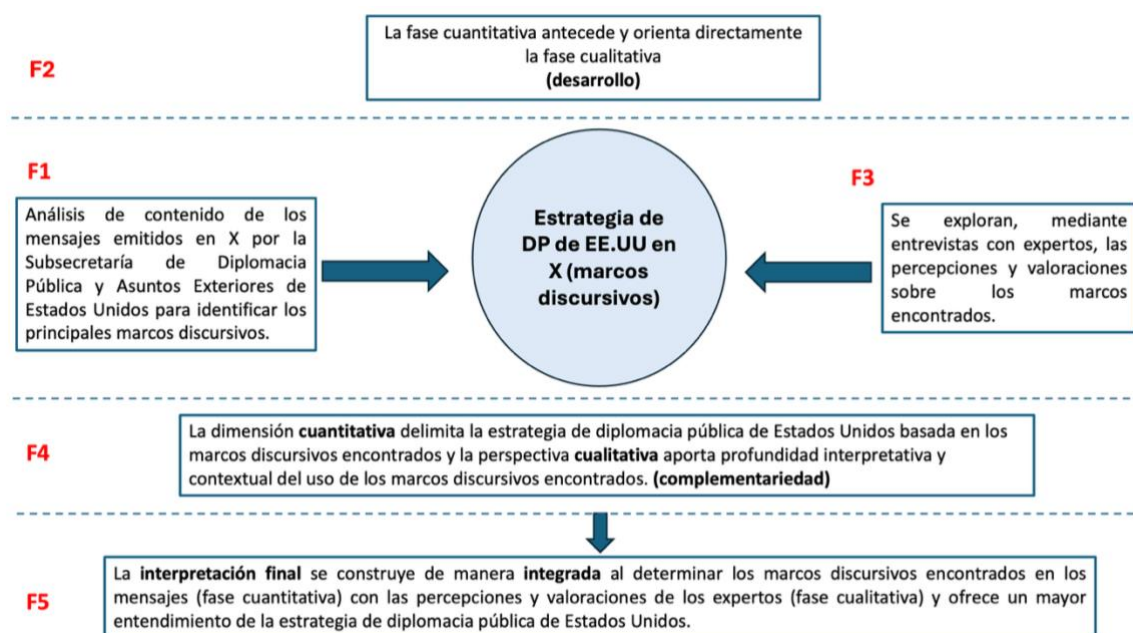 La fase cuantitativa antecede y orienta directamente
la fase cualitativa
(desarrollo)
F2
F1
Análisis de contenido de los
mensajes emitidos en X por la
Subsecretaría de Diplomacia
Pública y Asuntos Exteriores de
Estados Unidos para identificar los
principales marcos discursivos.
Estrategia de
DP de EE.UU en
X (marcos
discursivos)
F3
Se exploran, mediante
entrevistas con expertos, las
percepciones y valoraciones
sobre los marcos
encontrados.
F4
La dimensión cuantitativa delimita la estrategia de diplomacia pública de Estados Unidos basada en los
marcos discursivos encontrados y la perspectiva cualitativa aporta profundidad interpretativa y
contextual del uso de los marcos discursivos encontrados. (complementariedad)
F5
La interpretación final se construye de manera integrada al determinar los marcos discursivos encontrados en los
mensajes (fase cuantitativa) con las percepciones y valoraciones de los expertos (fase cualitativa) y ofrece un mayor
entendimiento de la estrategia de diplomacia pública de Estados Unidos.